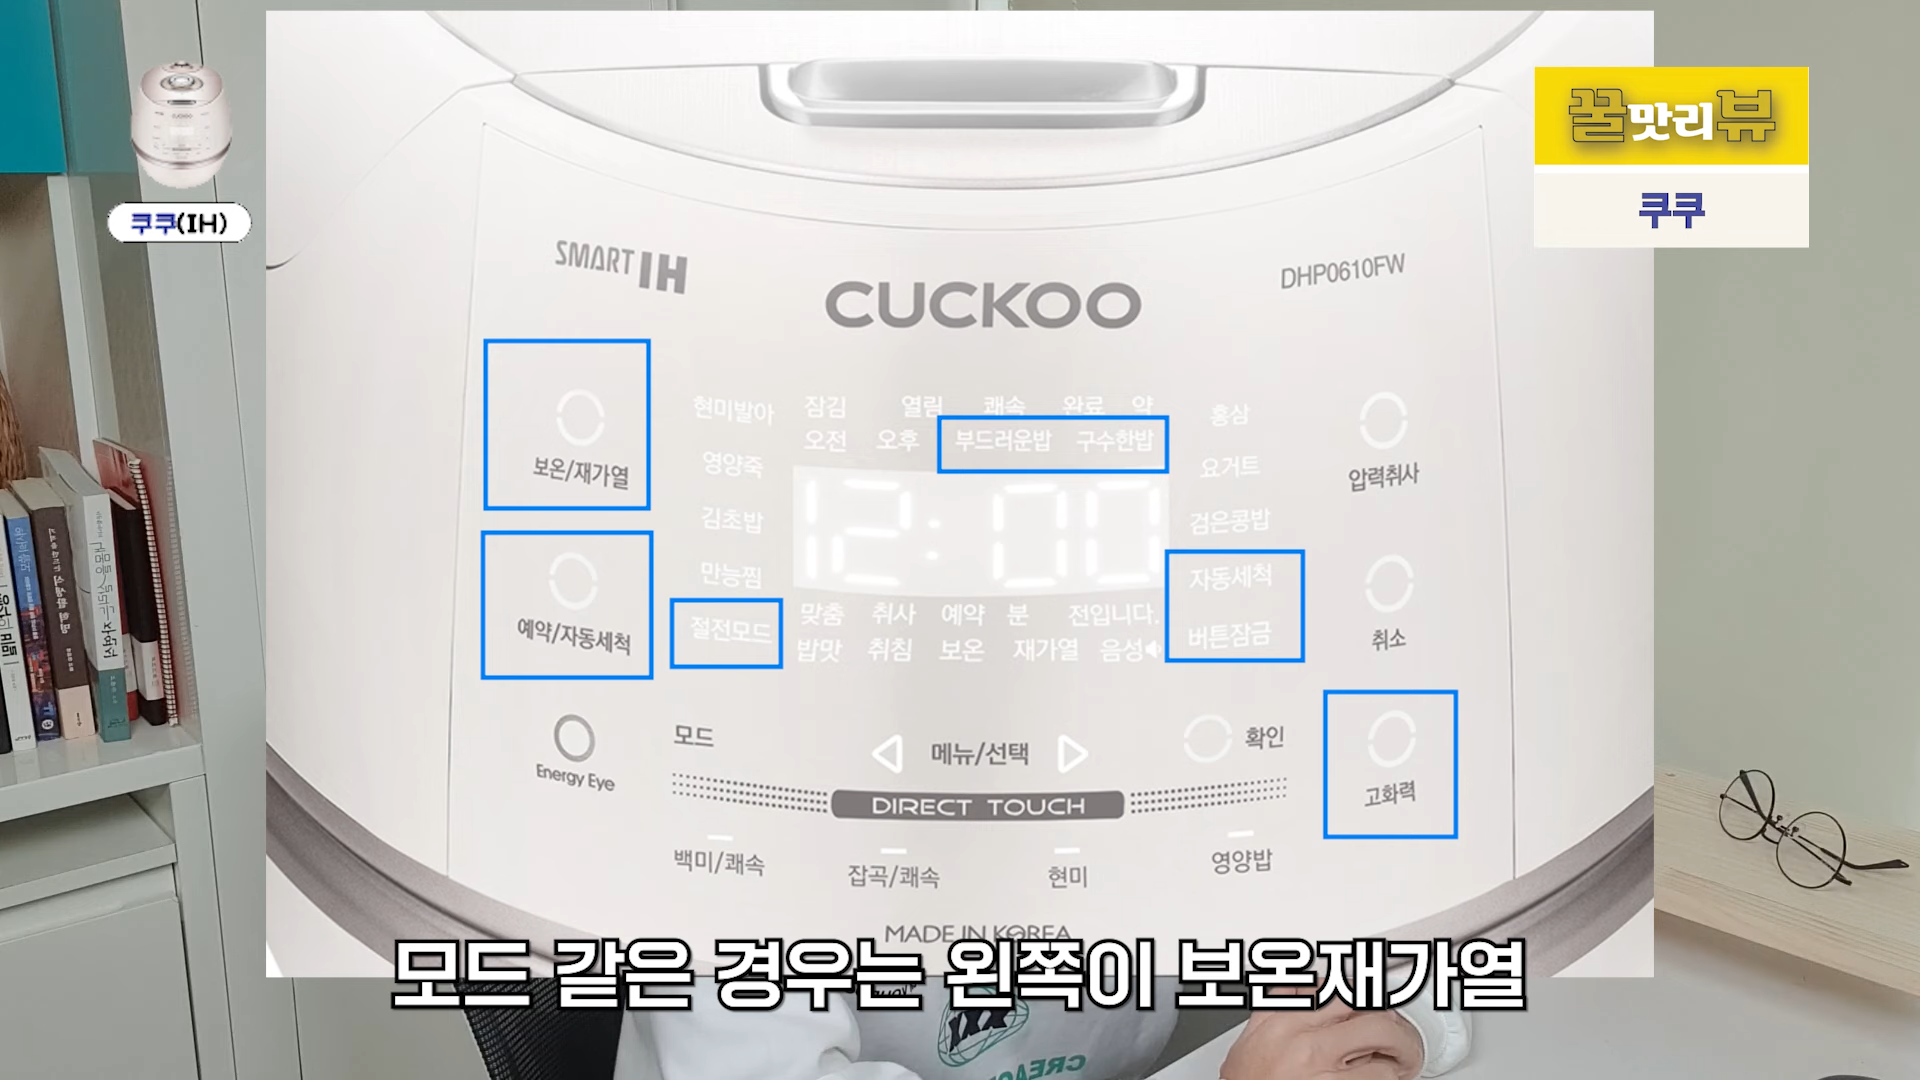 쿠쿠(IH)
꿀맛리뷰
쿠쿠
SMART IH
CUCKOO
DHP0610FW
보온/재가열
예약/자동세척
Energy Eye
현미발아
영양죽
김초밥
만능찜
절전모드
잠김 열림 쾌속 완료 약
오전 오후 부드러운밥 구수한밥
12:00
맞춤 취사 예약 분 전입니다.
밥맛 취침 보온 재가열 음성
홍삼
요거트
검은콩밥
자동세척
버튼잠금
압력취사
취소
고화력
모드
메뉴/선택
확인
DIRECT TOUCH
백미/쾌속
잡곡/쾌속
현미
영양밥
MADE IN KOREA
모드 같은 경우는 왼쪽이 보온재가열